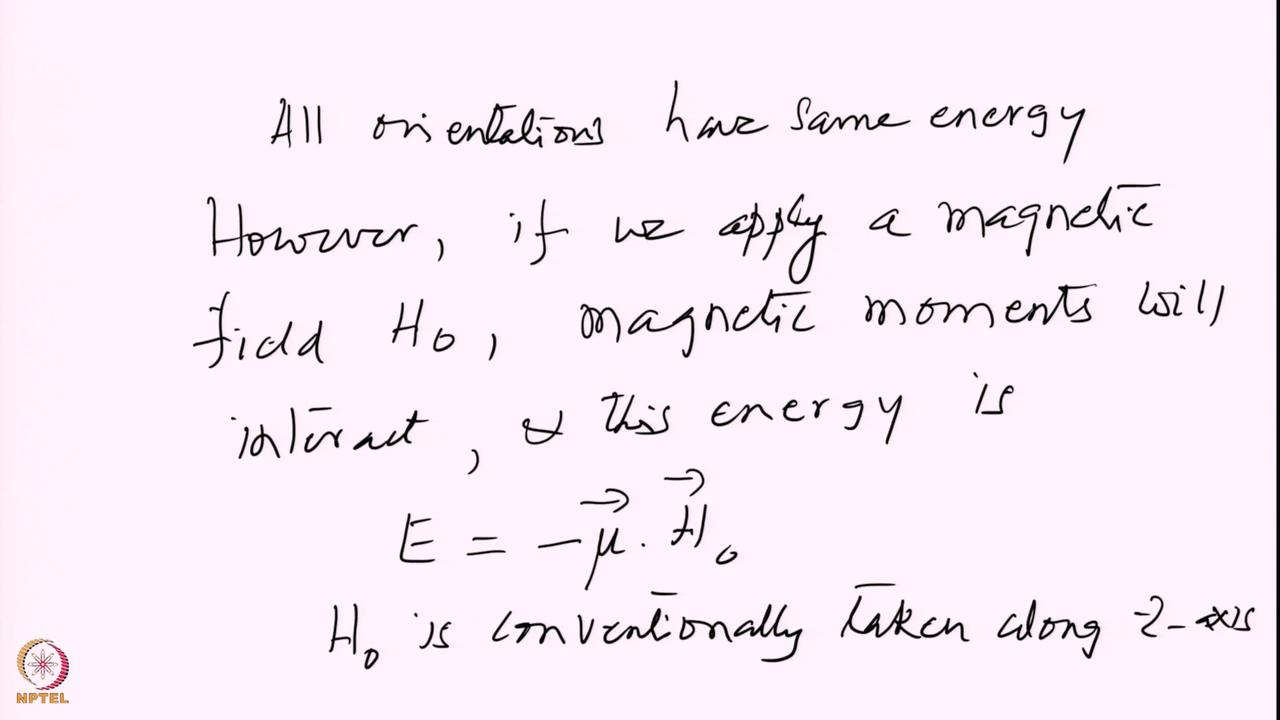 All orientations have same energy
However, if we apply a magnetic
field H₀, magnetic moments will
interact, & this energy is
E = -μ⃗ · H⃗₀
H₀ is conventionally taken along z-axis
NPTEL